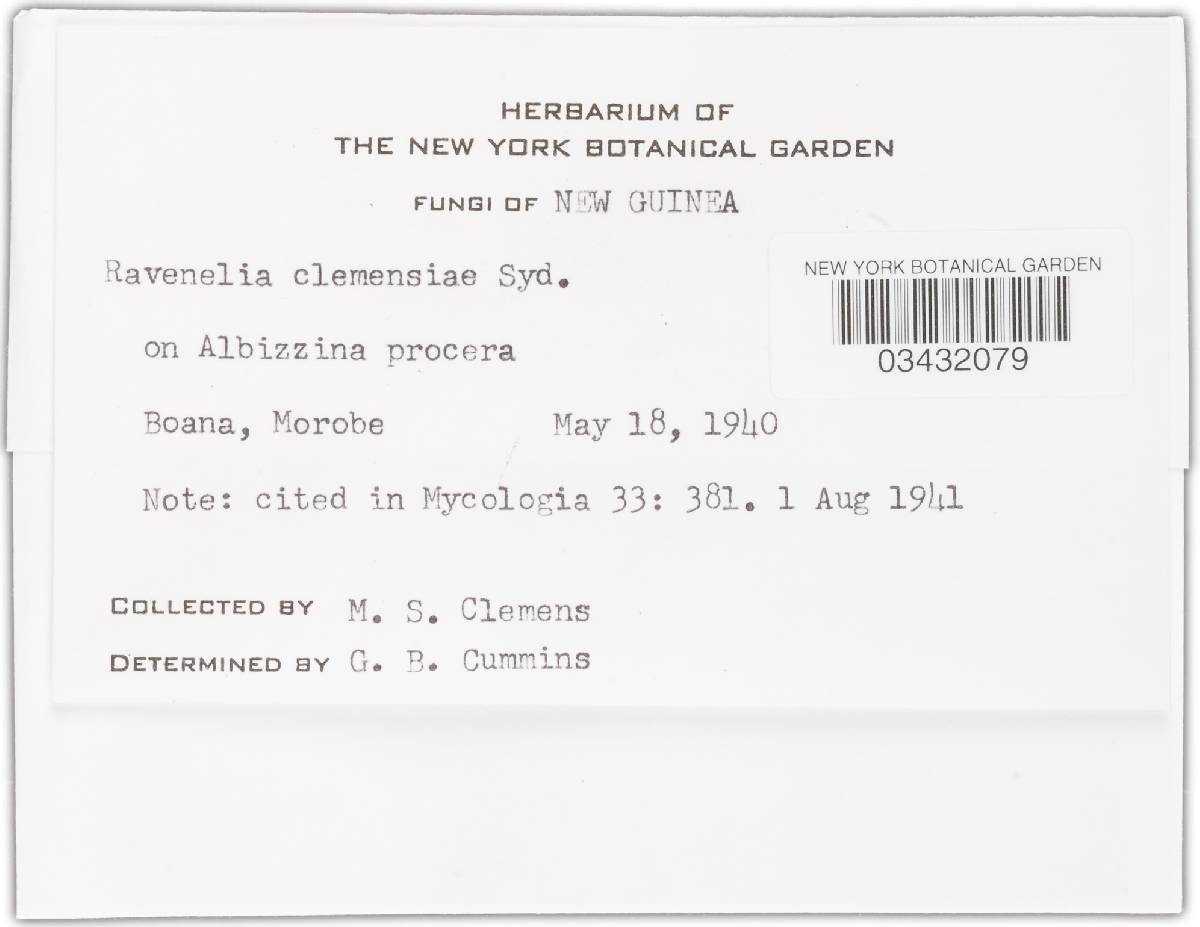 HERBARIUM OF
THE NEW YORK BOTANICAL GARDEN
FUNGI OF NEW GUINEA
Ravenelia clemensiae Syd.
NEW YORK BOTANICAL GARDEN
03432079
on Albizzina procera
Boana, Morobe May 18, 1940
Note: cited in Mycologia 33: 381. 1 Aug 1941
COLLECTED BY M. S. Clemens
DETERMINED BY G. B. Cummins